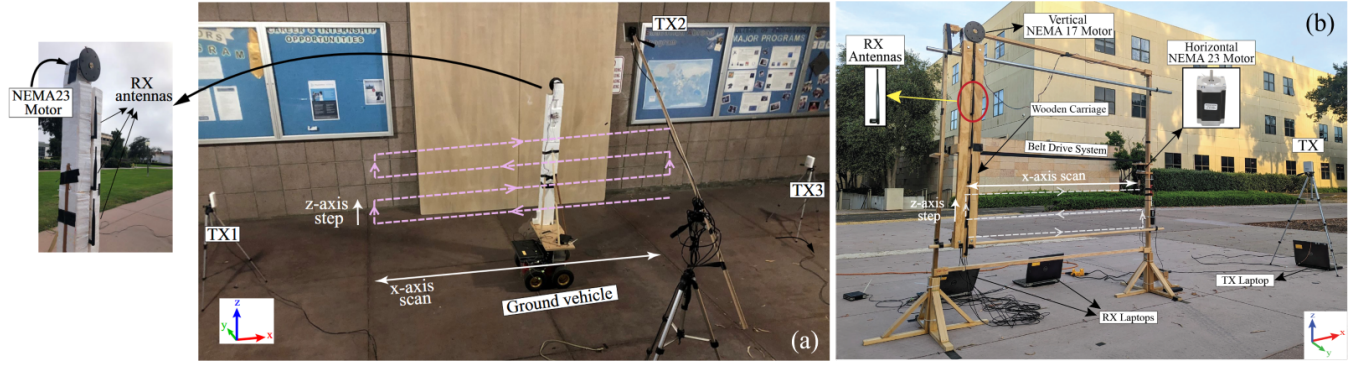 NEMA23
Motor
RX
antennas
CAREER & INTERNSHIP
OPPORTUNITIES
MAJOR PROGRAMS
TX2
TX1
TX3
z-axis
step
x-axis
scan
Ground vehicle
z
y
x
(a)
(b)
RX
Antennas
Vertical
NEMA 17 Motor
Horizontal
NEMA 23 Motor
Wooden Carriage
Belt Drive System
TX
x-axis scan
z-axis
step
TX Laptop
RX Laptops
z
y
x